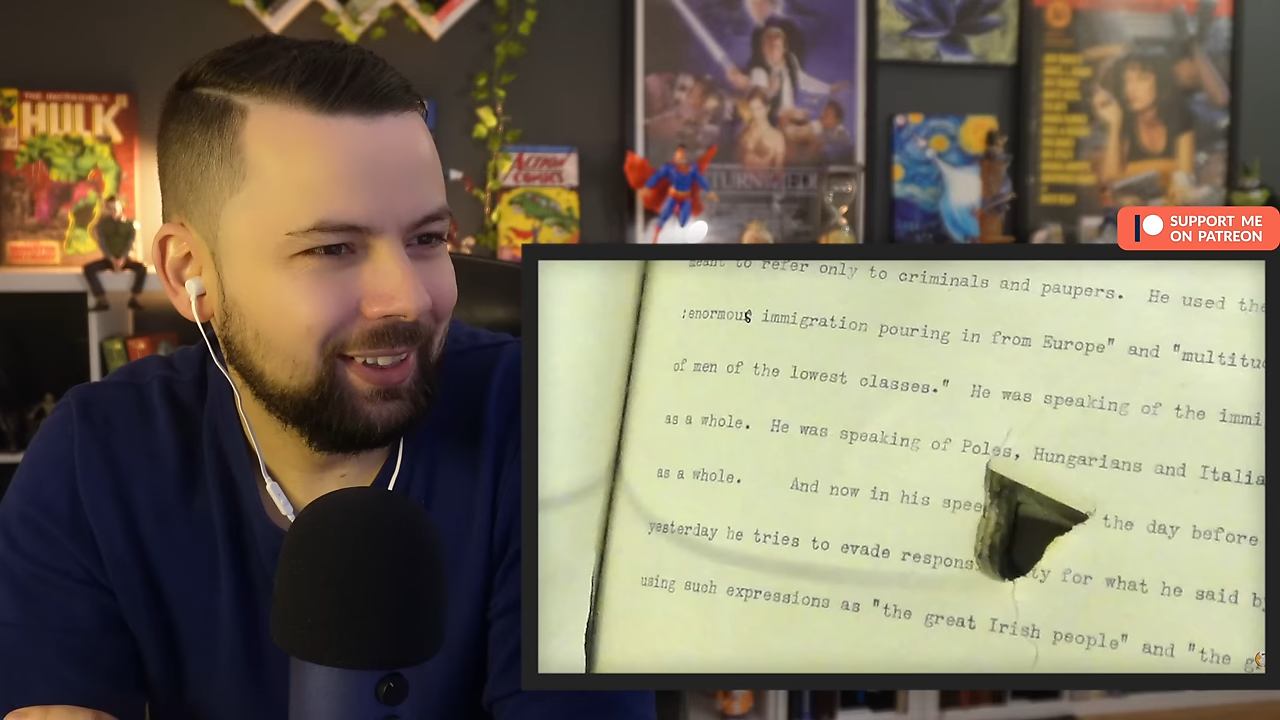 THE INCREDIBLE
HULK
ACTION
COMICS
SUPPORT ME
ON PATREON
meant to refer only to criminals and paupers. He used the
:enormous immigration pouring in from Europe" and "multitu
of men of the lowest classes." He was speaking of the immi
as a whole. He was speaking of Poles, Hungarians and Italia
as a whole. And now in his spee the day before
yesterday he tries to evade respons ty for what he said by
using such expressions as "the great Irish people" and "the g